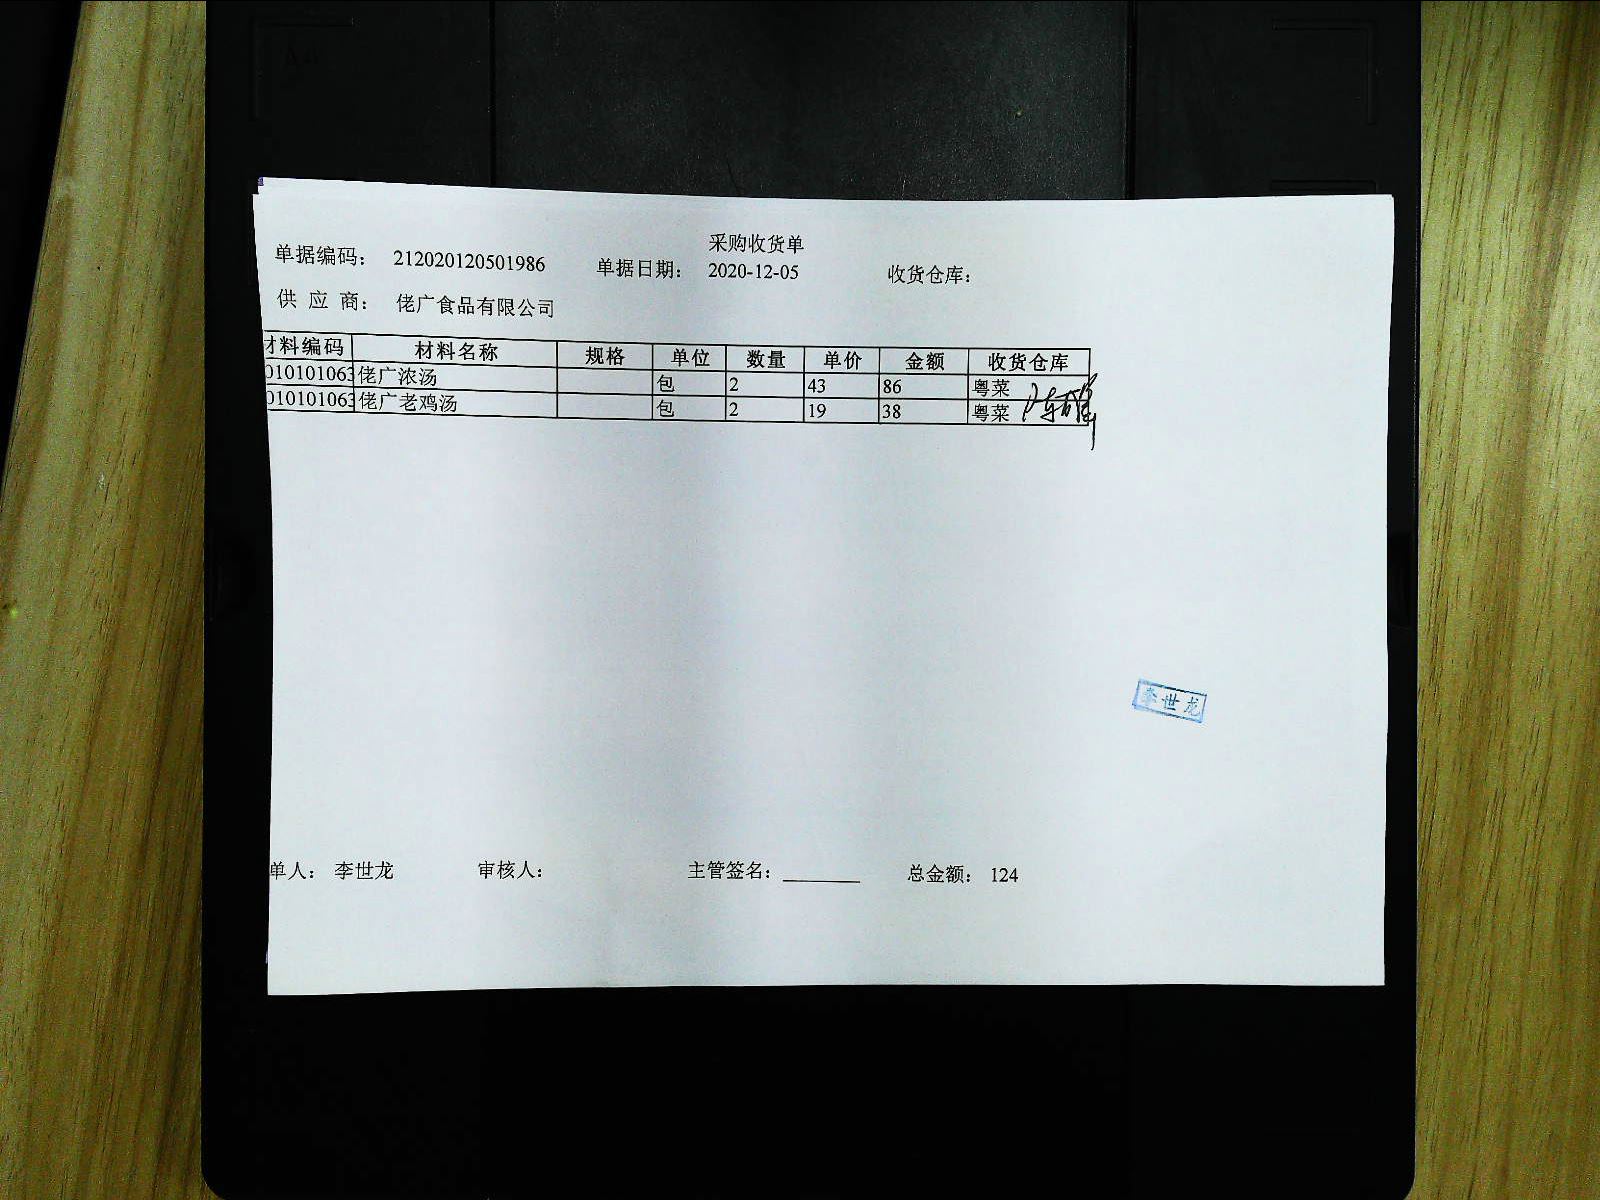 采购收货单
单据编码： 212020120501986 单据日期： 2020-12-05 收货仓库：
供 应 商： 佬广食品有限公司
材料编码 材料名称 规格 单位 数量 单价 金额 收货仓库
010101063 佬广浓汤 包 2 43 86 粤菜
010101063 佬广老鸡汤 包 2 19 38 粤菜
李世龙
单人： 李世龙 审核人： 主管签名： 总金额： 124